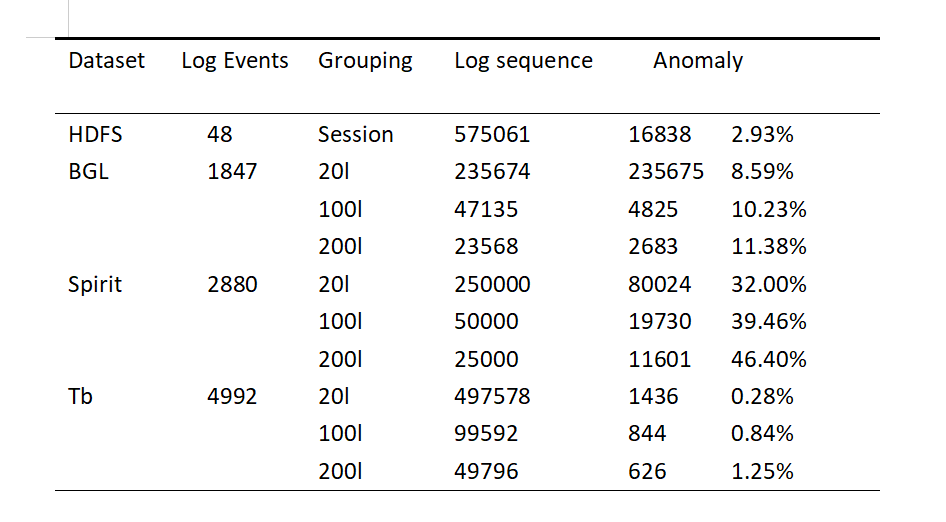 Dataset Log Events Grouping Log sequence Anomaly
HDFS 48 Session 575061 16838 2.93%
BGL 1847 20l 235674 235675 8.59%
100l 47135 4825 10.23%
200l 23568 2683 11.38%
Spirit 2880 20l 250000 80024 32.00%
100l 50000 19730 39.46%
200l 25000 11601 46.40%
Tb 4992 20l 497578 1436 0.28%
100l 99592 844 0.84%
200l 49796 626 1.25%